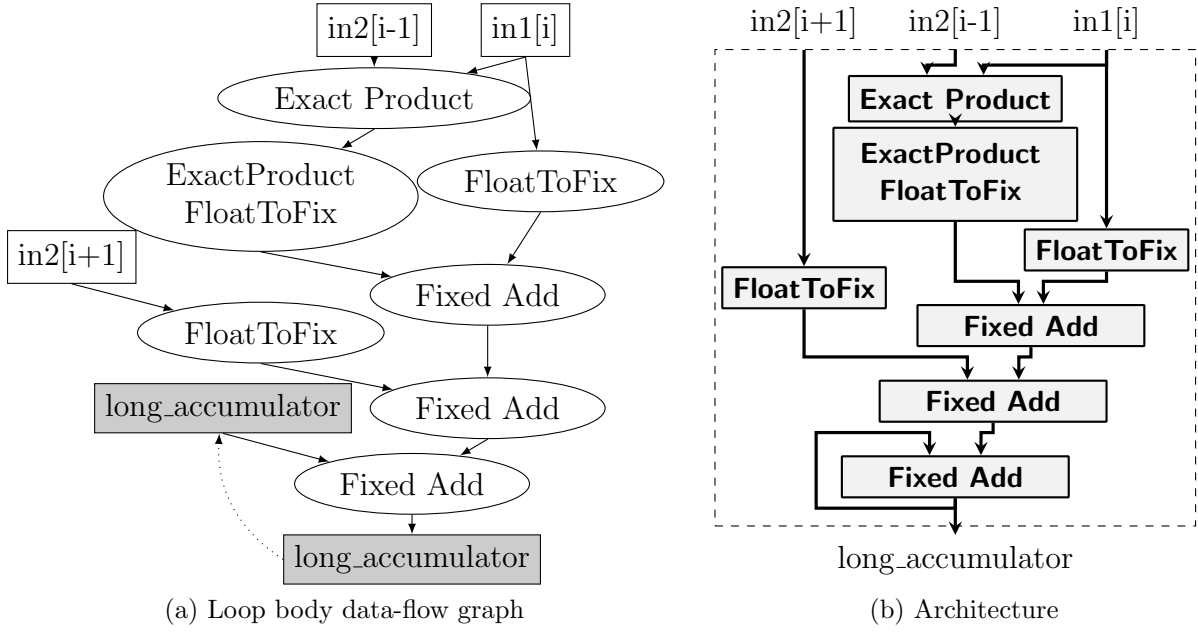 in2[i-1]
in1[i]
Exact Product
ExactProduct
FloatToFix
FloatToFix
in2[i+1]
Fixed Add
FloatToFix
long_accumulator
Fixed Add
Fixed Add
long_accumulator
(a) Loop body data-flow graph
in2[i+1]
in2[i-1]
in1[i]
Exact Product
ExactProduct
FloatToFix
FloatToFix
FloatToFix
Fixed Add
Fixed Add
Fixed Add
long_accumulator
(b) Architecture